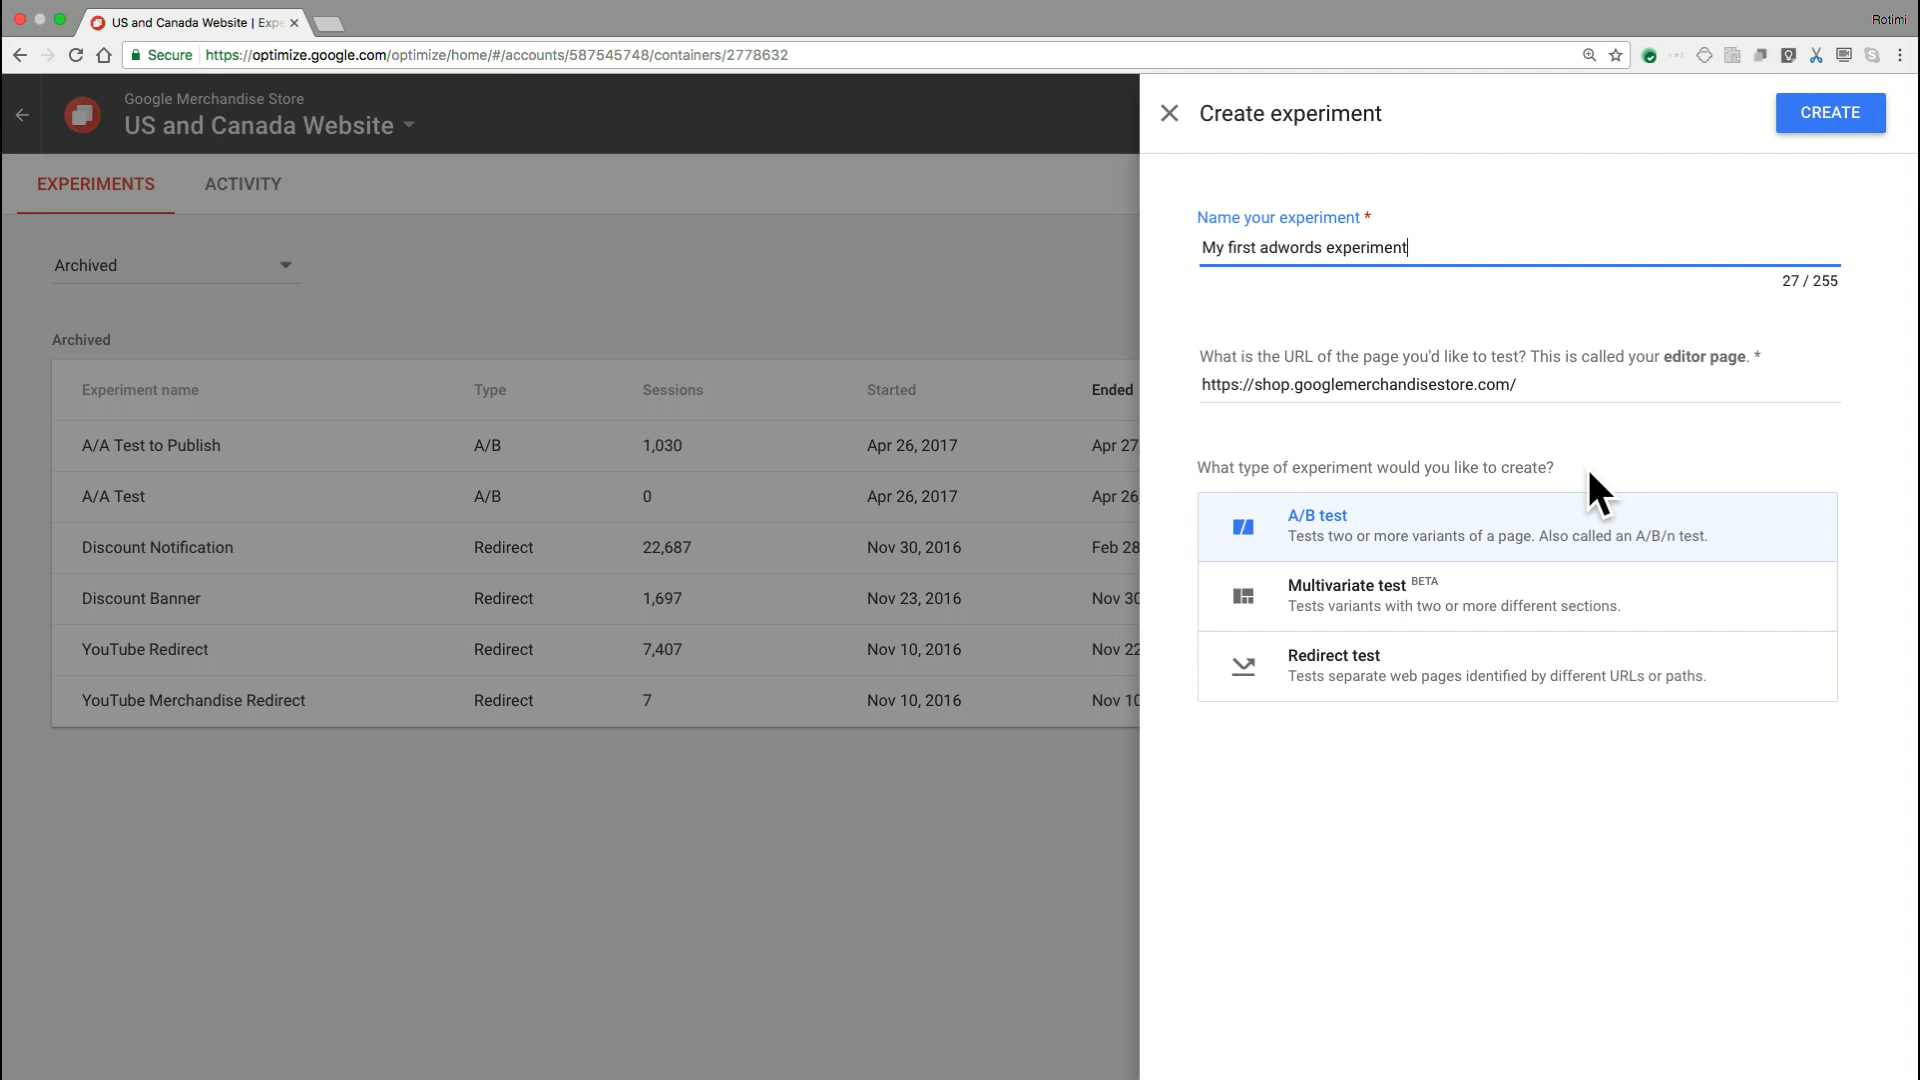 US and Canada Website | Expe
Rotimi
Secure https://optimize.google.com/optimize/home/#/accounts/587545748/containers/2778632
Google Merchandise Store
US and Canada Website
EXPERIMENTS ACTIVITY
Archived
Archived
Experiment name Type Sessions Started Ended
A/A Test to Publish A/B 1,030 Apr 26, 2017 Apr 27
A/A Test A/B 0 Apr 26, 2017 Apr 26
Discount Notification Redirect 22,687 Nov 30, 2016 Feb 28
Discount Banner Redirect 1,697 Nov 23, 2016 Nov 30
YouTube Redirect Redirect 7,407 Nov 10, 2016 Nov 22
YouTube Merchandise Redirect Redirect 7 Nov 10, 2016 Nov 10
Create experiment CREATE
Name your experiment *
My first adwords experiment
27 / 255
What is the URL of the page you'd like to test? This is called your editor page. *
https://shop.googlemerchandisestore.com/
What type of experiment would you like to create?
A/B test
Tests two or more variants of a page. Also called an A/B/n test.
Multivariate test BETA
Tests variants with two or more different sections.
Redirect test
Tests separate web pages identified by different URLs or paths.